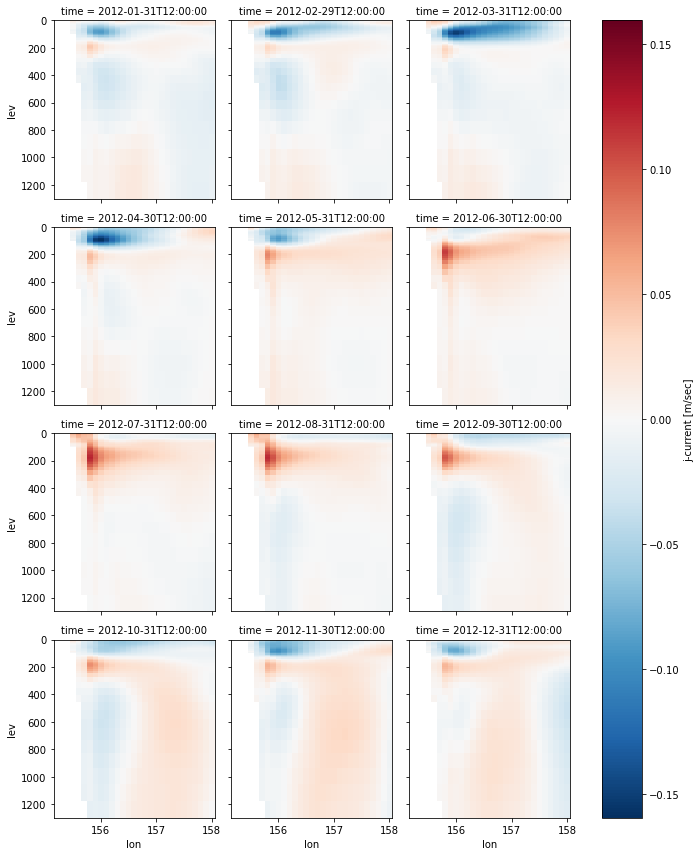 time = 2012-01-31T12:00:00
time = 2012-02-29T12:00:00
time = 2012-03-31T12:00:00
0
200
400
600
800
1000
1200
lev
time = 2012-04-30T12:00:00
time = 2012-05-31T12:00:00
time = 2012-06-30T12:00:00
0
200
400
600
800
1000
1200
lev
time = 2012-07-31T12:00:00
time = 2012-08-31T12:00:00
time = 2012-09-30T12:00:00
0
200
400
600
800
1000
1200
lev
time = 2012-10-31T12:00:00
time = 2012-11-30T12:00:00
time = 2012-12-31T12:00:00
0
200
400
600
800
1000
1200
lev
156 157 158
156 157 158
156 157 158
lon
lon
lon
0.15
0.10
0.05
0.00
−0.05
−0.10
−0.15
j-current [m/sec]